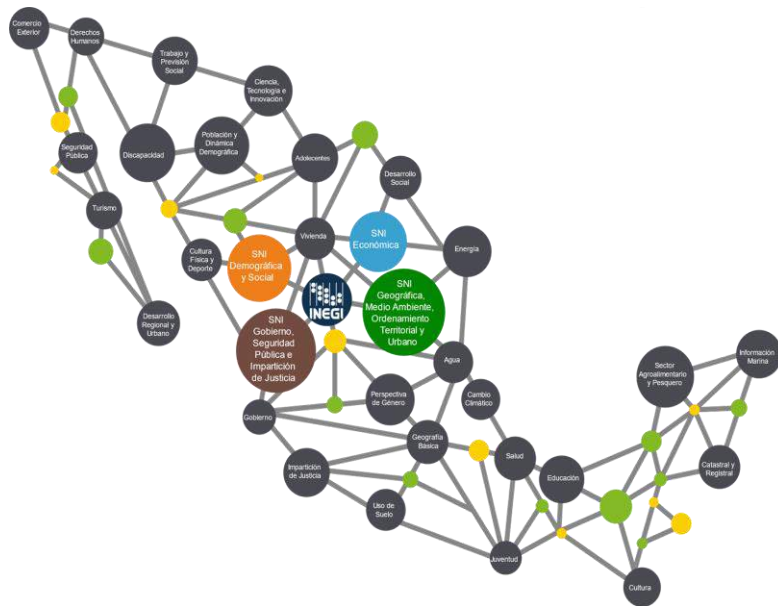 Comercio
Exterior
Derechos
Humanos
Trabajo y
Previsión
Social
Ciencia,
Tecnología e
Innovación
Seguridad
Pública
Discapacidad
Población y
Dinámica
Demográfica
Adolecentes
Desarrollo
Social
Turismo
Cultura
Física y
Deporte
SNI
Demográfica
y Social
Vivienda
SNI
Económica
Energía
INEGI
SNI
Geográfica,
Medio Ambiente,
Ordenamiento
Territorial y
Urbano
Desarrollo
Regional y
Urbano
SNI
Gobierno,
Seguridad
Pública e
Impartición
de Justicia
Agua
Sector
Agroalimentario
y Pesquero
Información
Marina
Gobierno
Perspectiva
de Género
Cambio
Climático
Geografía
Básica
Impartición
de Justicia
Salud
Educación
Catastral y
Registral
Uso de
Suelo
Juventud
Cultura